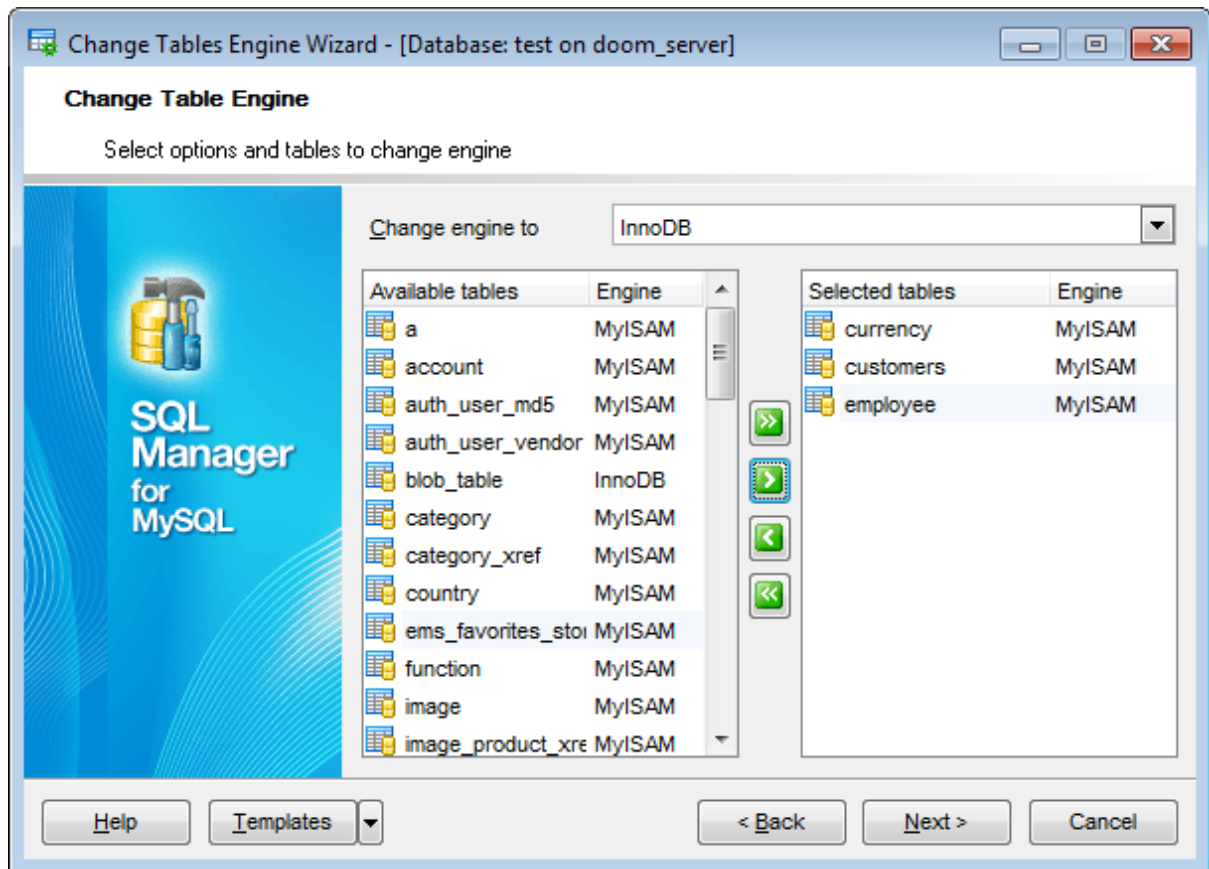 Change Tables Engine Wizard - [Database: test on doom_server]
Change Table Engine
Select options and tables to change engine
SQL
Manager
for
MySQL
Change engine to InnoDB
Available tables Engine
a MyISAM
account MyISAM
auth_user_md5 MyISAM
auth_user_vendor MyISAM
blob_table InnoDB
category MyISAM
category_xref MyISAM
country MyISAM
ems_favorites_stor MyISAM
function MyISAM
image MyISAM
image_product_xre MyISAM
Selected tables Engine
currency MyISAM
customers MyISAM
employee MyISAM
Help Templates < Back Next > Cancel